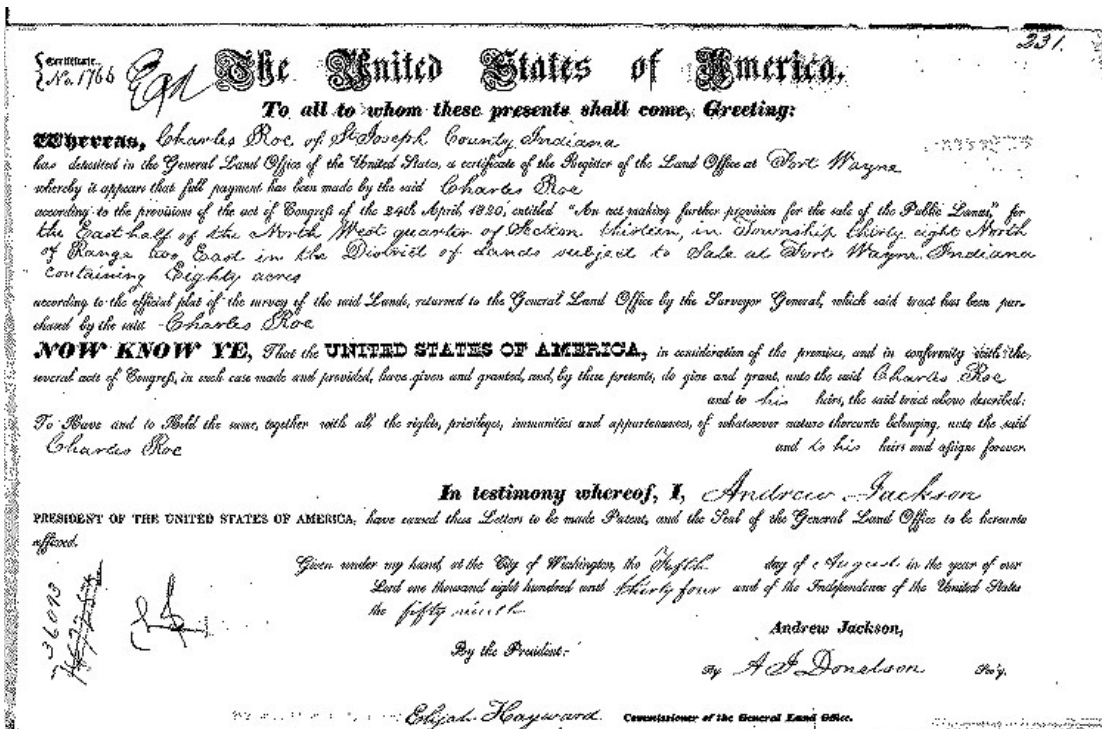 231.
Certificate
No. 1766
The United States of America,
To all to whom these presents shall come, Greeting:
Whereas, Charles Roe of St Joseph County Indiana
has deposited in the General Land Office of the United States, a certificate of the Register of the Land Office at Fort Wayne
whereby it appears that full payment has been made by the said Charles Roe
according to the provisions of the act of Congress of the 24th April, 1820, entitled "An act making further provision for the sale of the Public Lands," for
the East half of the North West quarter of Section thirteen, in Township thirty eight North
of Range two East in the District of Lands subject to Sale at Fort Wayne Indiana
containing Eighty acres
according to the official plat of the survey of the said Lands, returned to the General Land Office by the Surveyor General, which said tract has been pur-
chased by the said Charles Roe
NOW KNOW YE, That the UNITED STATES OF AMERICA, in consideration of the premises, and in conformity with the
several acts of Congress, in such case made and provided, have given and granted, and, by these presents, do give and grant, unto the said Charles Roe
and to his heirs, the said tract above described:
To Have and to Hold the same, together with all the rights, privileges, immunities and appurtenances, of whatsoever nature thereunto belonging, unto the said
Charles Roe and to his heirs and assigns forever.
In testimony whereof, I, Andrew Jackson
PRESIDENT OF THE UNITED STATES OF AMERICA, have caused these Letters to be made Patent, and the Seal of the General Land Office to be hereunto
affixed.
Given under my hand, at the City of Washington, the Fifth day of August in the year of our
Lord one thousand eight hundred and thirty four and of the Independence of the United States
the fifty ninth
Andrew Jackson,
By the President:
By A J Donelson Sec'y.
36093
Elijah Hayward Commissioner of the General Land Office.